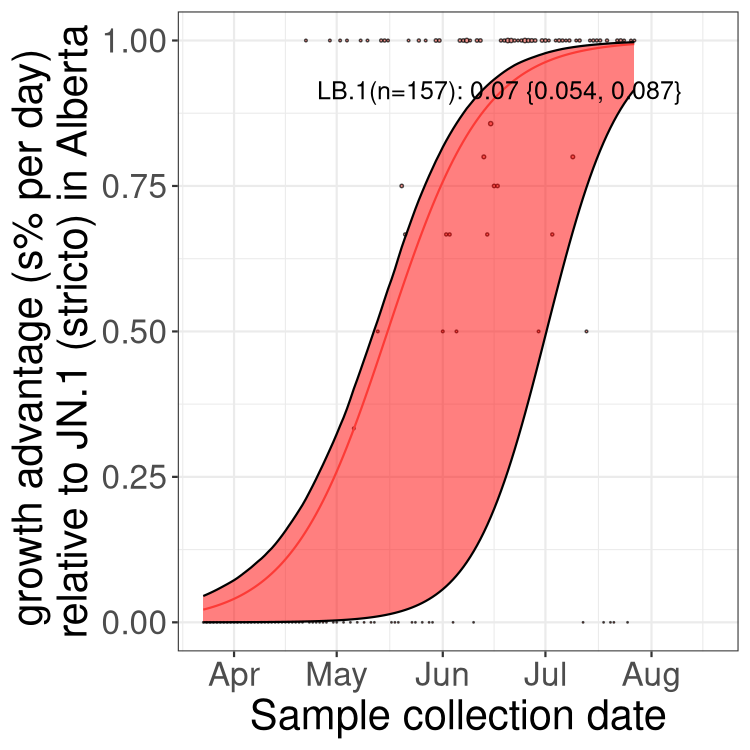 growth advantage (s% per day)
relative to JN.1 (stricto) in Alberta
1.00
0.75
0.50
0.25
0.00
LB.1(n=157): 0.07 {0.054, 0.087}
Apr May Jun Jul Aug
Sample collection date